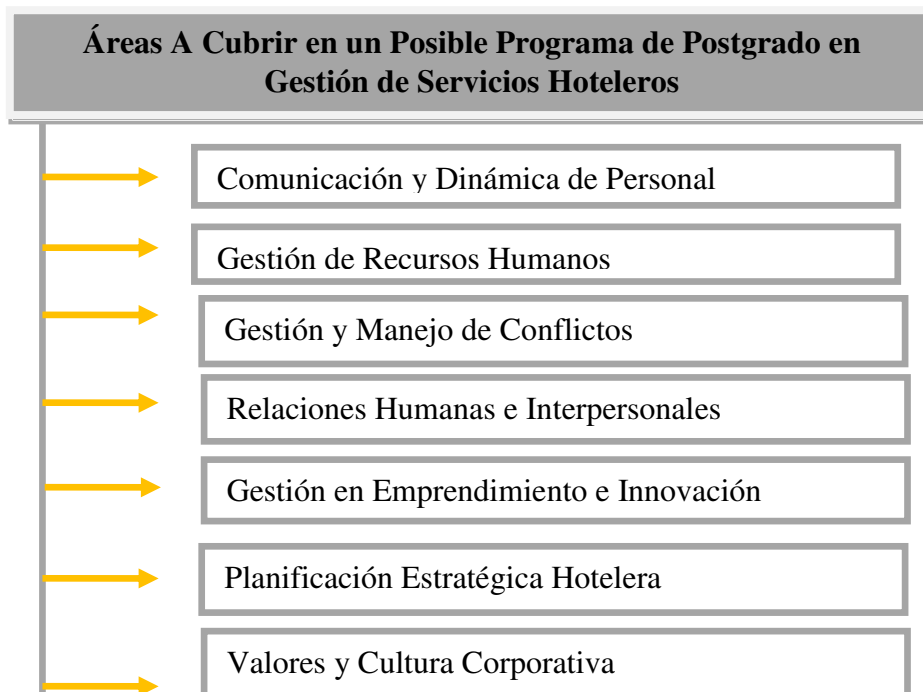 Áreas A Cubrir en un Posible Programa de Postgrado en
Gestión de Servicios Hoteleros
Comunicación y Dinámica de Personal
Gestión de Recursos Humanos
Gestión y Manejo de Conflictos
Relaciones Humanas e Interpersonales
Gestión en Emprendimiento e Innovación
Planificación Estratégica Hotelera
Valores y Cultura Corporativa